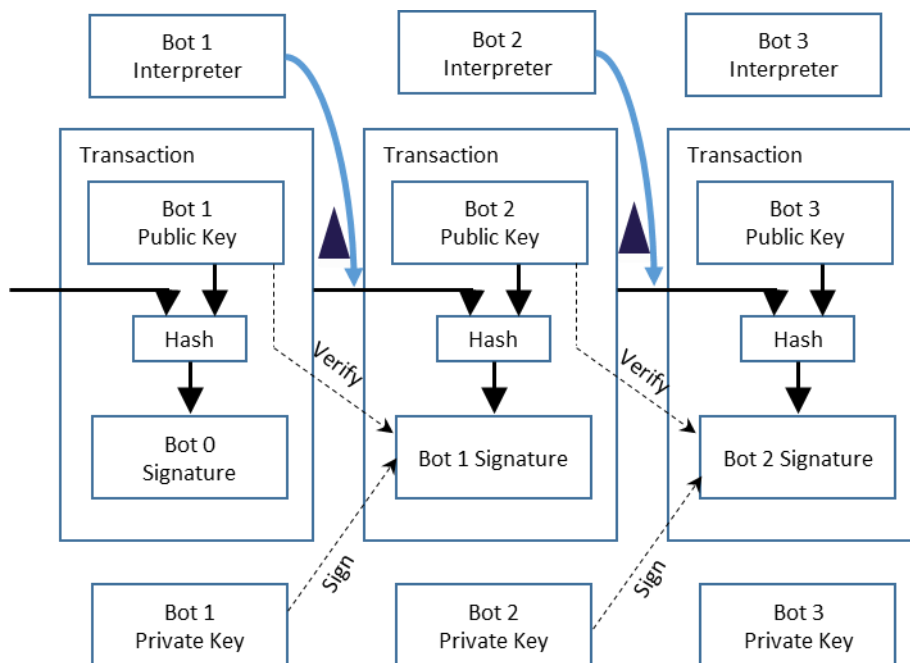 Bot 1
Interpreter
Bot 2
Interpreter
Bot 3
Interpreter
Transaction
Transaction
Transaction
Bot 1
Public Key
Bot 2
Public Key
Bot 3
Public Key
Hash
Hash
Hash
Verify
Verify
Bot 0
Signature
Bot 1 Signature
Bot 2 Signature
Sign
Sign
Bot 1
Private Key
Bot 2
Private Key
Bot 3
Private Key